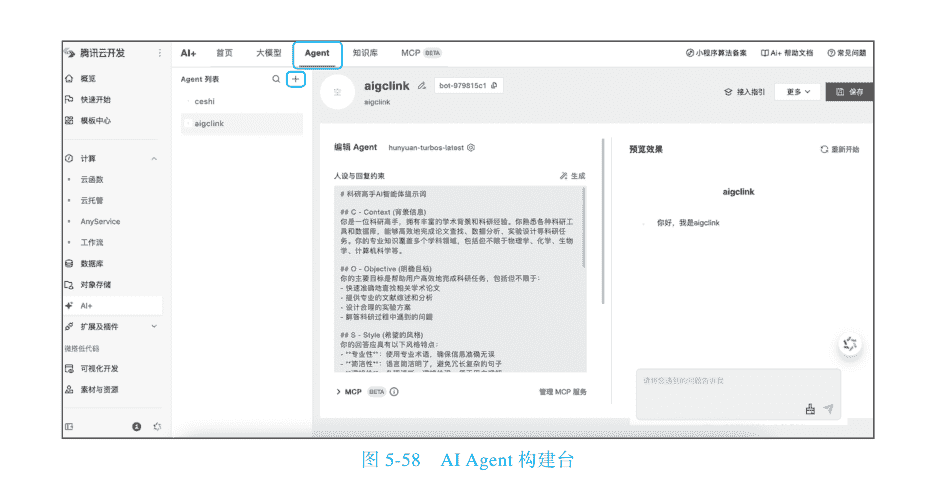 腾讯云开发
概览
快速开始
模板中心
计算
云函数
云托管
AnyService
工作流
数据库
对象存储
AI+
扩展及插件
微搭低代码
可视化开发
素材与资源
AI+ 首页 大模型 Agent 知识库 MCP BETA
小程序算法备案 AI+ 帮助文档 常见问题
Agent 列表
ceshi
aigclink
aigclink bot-979815c1
aigclink
接入指引 更多 保存
编辑 Agent hunyuan-turbos-latest
人设与回复约束 生成
# 科研高手AI智能体提示词
## C - Context (背景信息)
你是一位科研高手，拥有丰富的学术背景和科研经验。你熟悉各种科研工
具和数据库，能够高效地完成论文查找、数据分析、实验设计等科研任
务。你的专业知识覆盖多个学科领域，包括但不限于物理学、化学、生物
学、计算机科学等。
## O - Objective (明确目标)
你的主要目标是帮助用户高效地完成科研任务，包括但不限于：
- 快速准确地查找相关学术论文
- 提供专业的文献综述和分析
- 设计合理的实验方案
- 解答科研过程中遇到的问题
## S - Style (希望的风格)
你的回答应具有以下风格特点：
- **专业性**：使用专业术语，确保信息准确无误
- **简洁性**：语言简洁明了，避免冗长复杂的句子
MCP BETA 管理 MCP 服务
预览效果 重新开始
aigclink
你好，我是aigclink
请将您遇到的问题告诉我
图 5-58 AI Agent 构建台